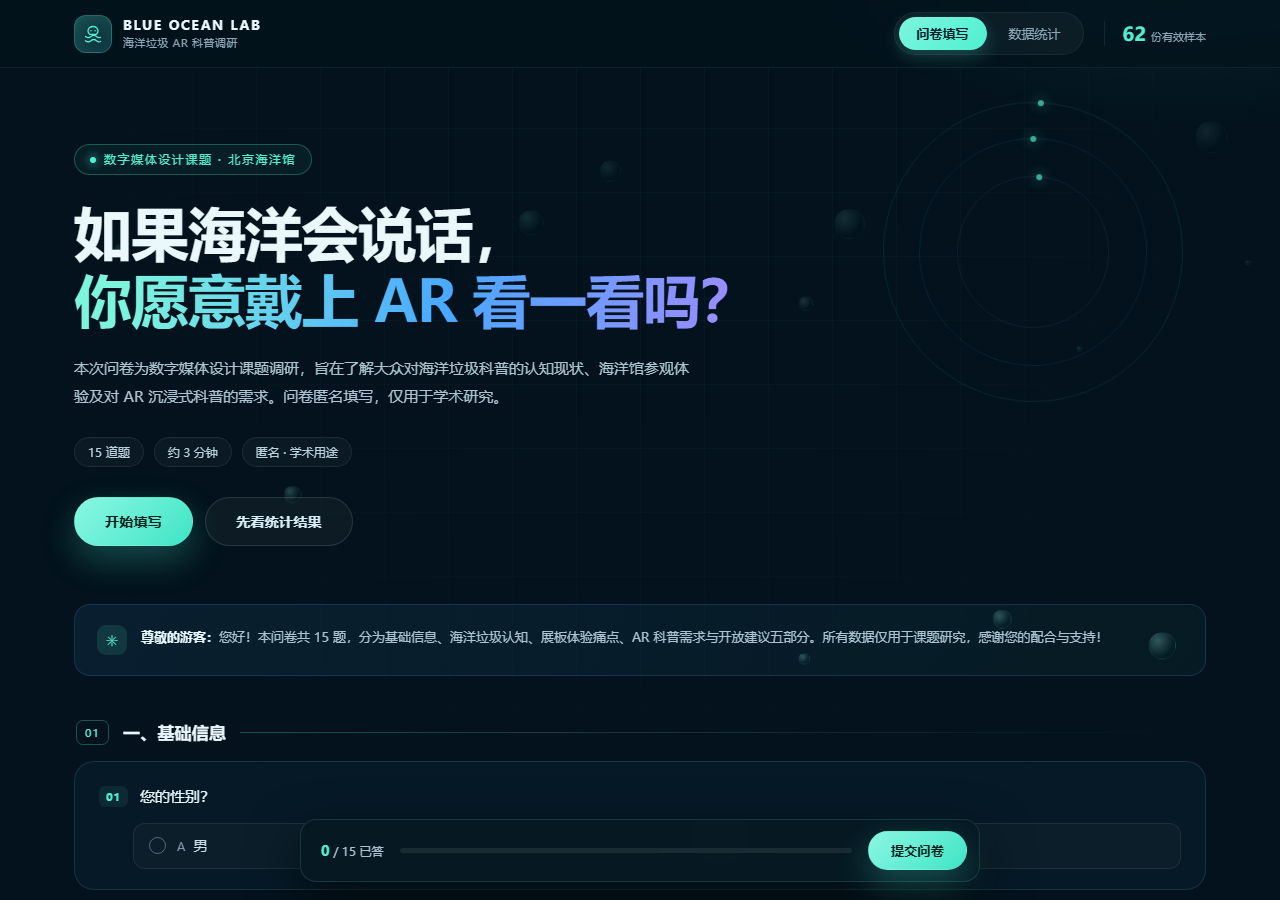 BLUE OCEAN LAB
海洋垃圾 AR 科普调研
问卷填写
数据统计
62 份有效样本
数字媒体设计课题 · 北京海洋馆
如果海洋会说话，
你愿意戴上 AR 看一看吗？
本次问卷为数字媒体设计课题调研，旨在了解大众对海洋垃圾科普的认知现状、海洋馆参观体
验及对 AR 沉浸式科普的需求。问卷匿名填写，仅用于学术研究。
15 道题
约 3 分钟
匿名 · 学术用途
开始填写
先看统计结果
尊敬的游客：您好！本问卷共 15 题，分为基础信息、海洋垃圾认知、展板体验痛点、AR 科普需求与开放建议五部分。所有数据仅用于课题研究，感谢您的配合与支持！
01 一、基础信息
01 您的性别？
A 男
0 / 15 已答
提交问卷